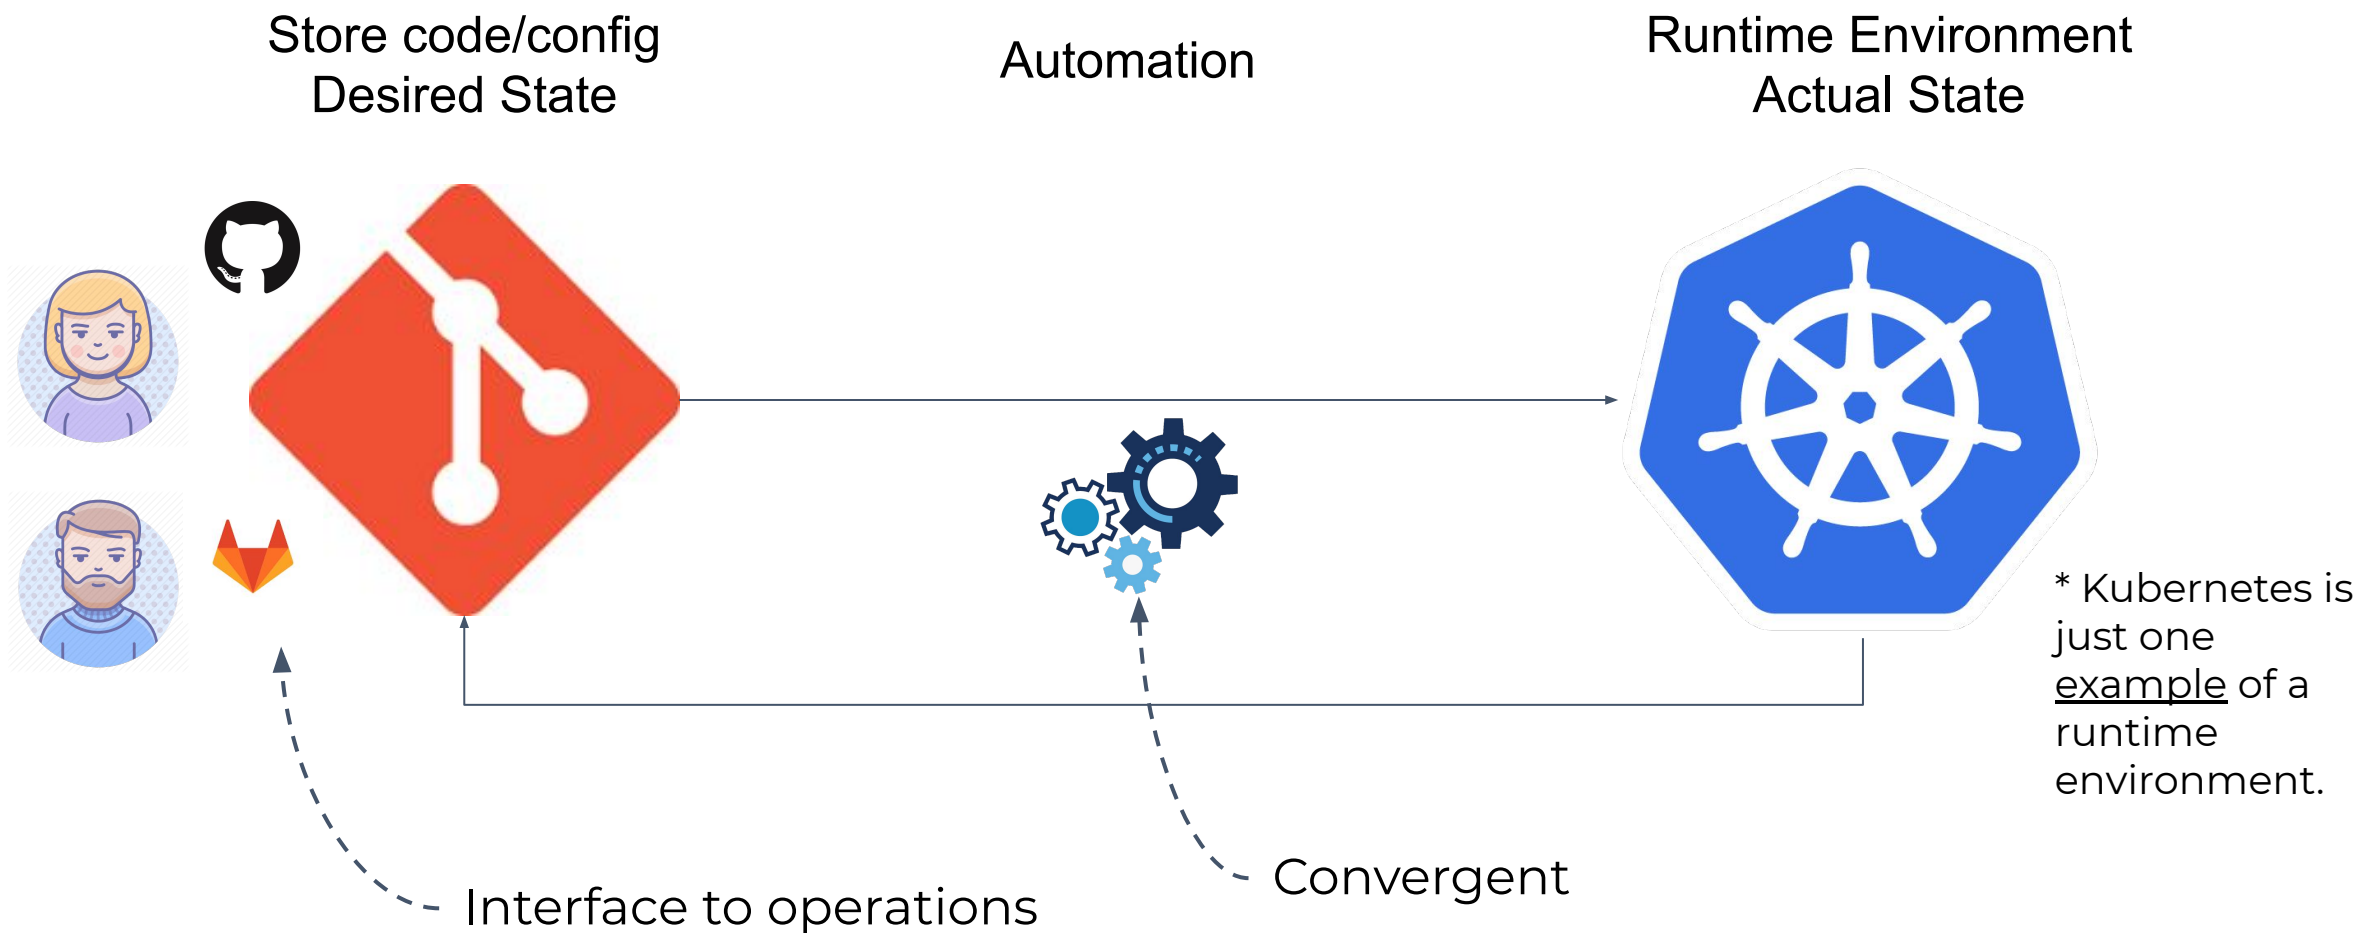 Store code/config
Desired State
Automation
Runtime Environment
Actual State
* Kubernetes is
just one
example of a
runtime
environment.
Convergent
Interface to operations